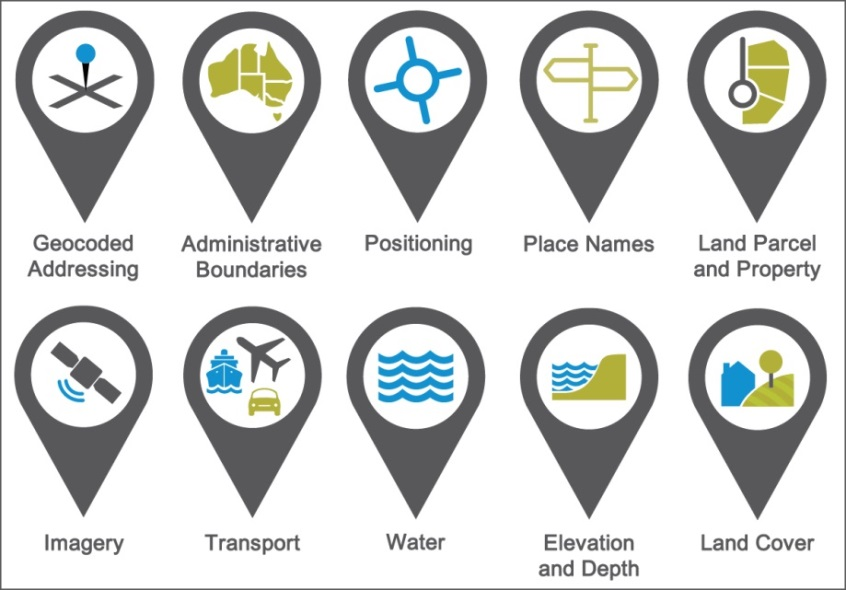 Geocoded
Addressing
Administrative
Boundaries
Positioning
Place Names
Land Parcel
and Property
Imagery
Transport
Water
Elevation
and Depth
Land Cover